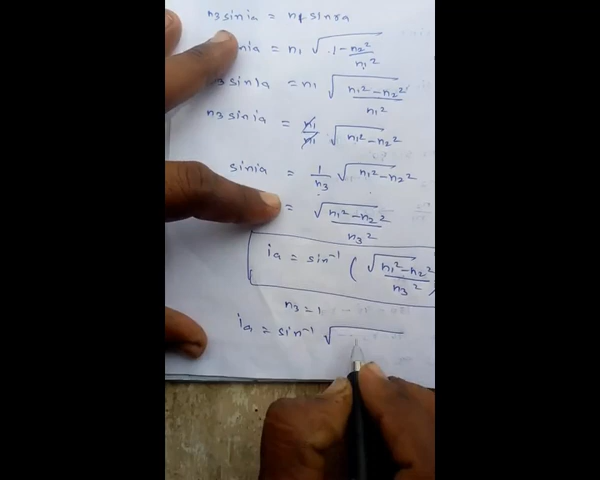 n3 sin ia = n1 sin ra
n ia = n1 √(1 - n2²/n1²)
n3 sin ia = n1 √((n1² - n2²)/n1²)
n3 sin ia = n1/n1 √(n1² - n2²)
sin ia = 1/n3 √(n1² - n2²)
= √((n1² - n2²)/n3²)
ia = sin⁻¹ (√((n1² - n2²)/n3²)
n3 = 1
ia = sin⁻¹ √